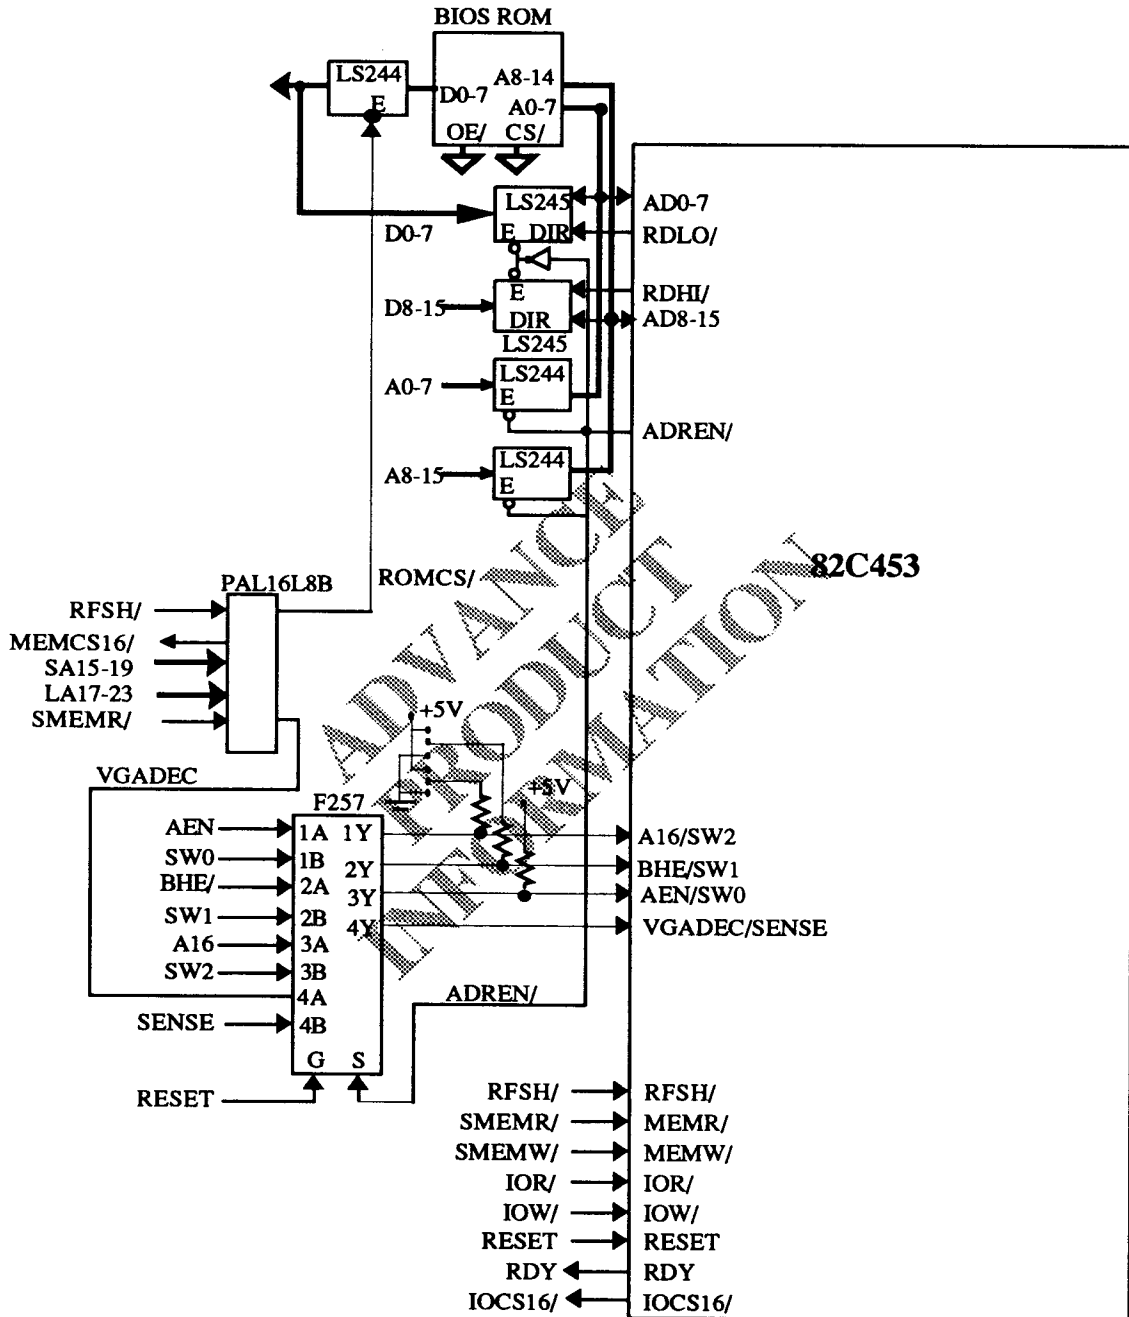 BIOS ROM
LS244
E
D0-7
A8-14
A0-7
OE/ CS/
LS245
E DIR
D0-7
AD0-7
RDLO/
E
DIR
LS245
D8-15
RDHI/
AD8-15
LS244
E
A0-7
ADREN/
LS244
E
A8-15
82C453
ADVANCE
PRODUCT
INFORMATION
ROMCS/
PAL16L8B
RFSH/
MEMCS16/
SA15-19
LA17-23
SMEMR/
VGADEC
+5V
+5V
F257
AEN
SW0
BHE/
SW1
A16
SW2
SENSE
1A 1Y
1B
2Y
2A
3Y
2B
4Y
3A
3B
4A
4B
G S
RESET
ADREN/
A16/SW2
BHE/SW1
AEN/SW0
VGADEC/SENSE
RFSH/ RFSH/
SMEMR/ MEMR/
SMEMW/ MEMW/
IOR/ IOR/
IOW/ IOW/
RESET RESET
RDY RDY
IOCS16/ IOCS16/